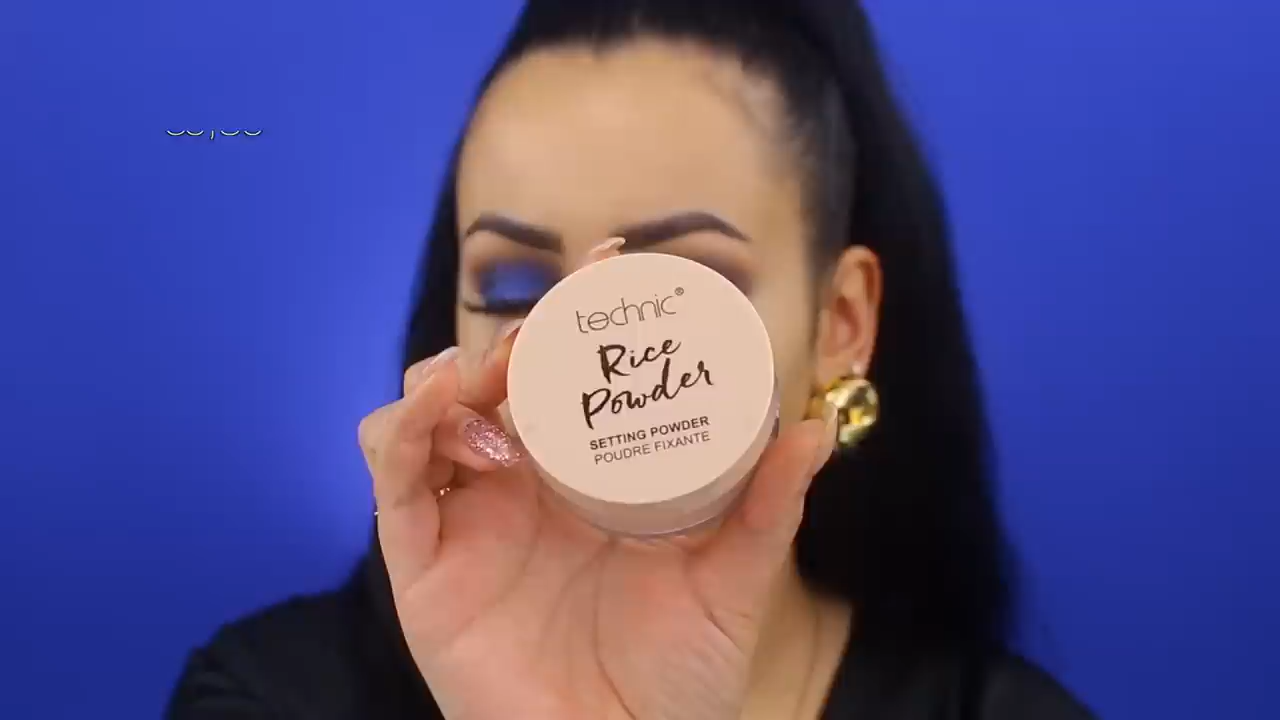 technic®
Rice
Powder
SETTING POWDER
POUDRE FIXANTE